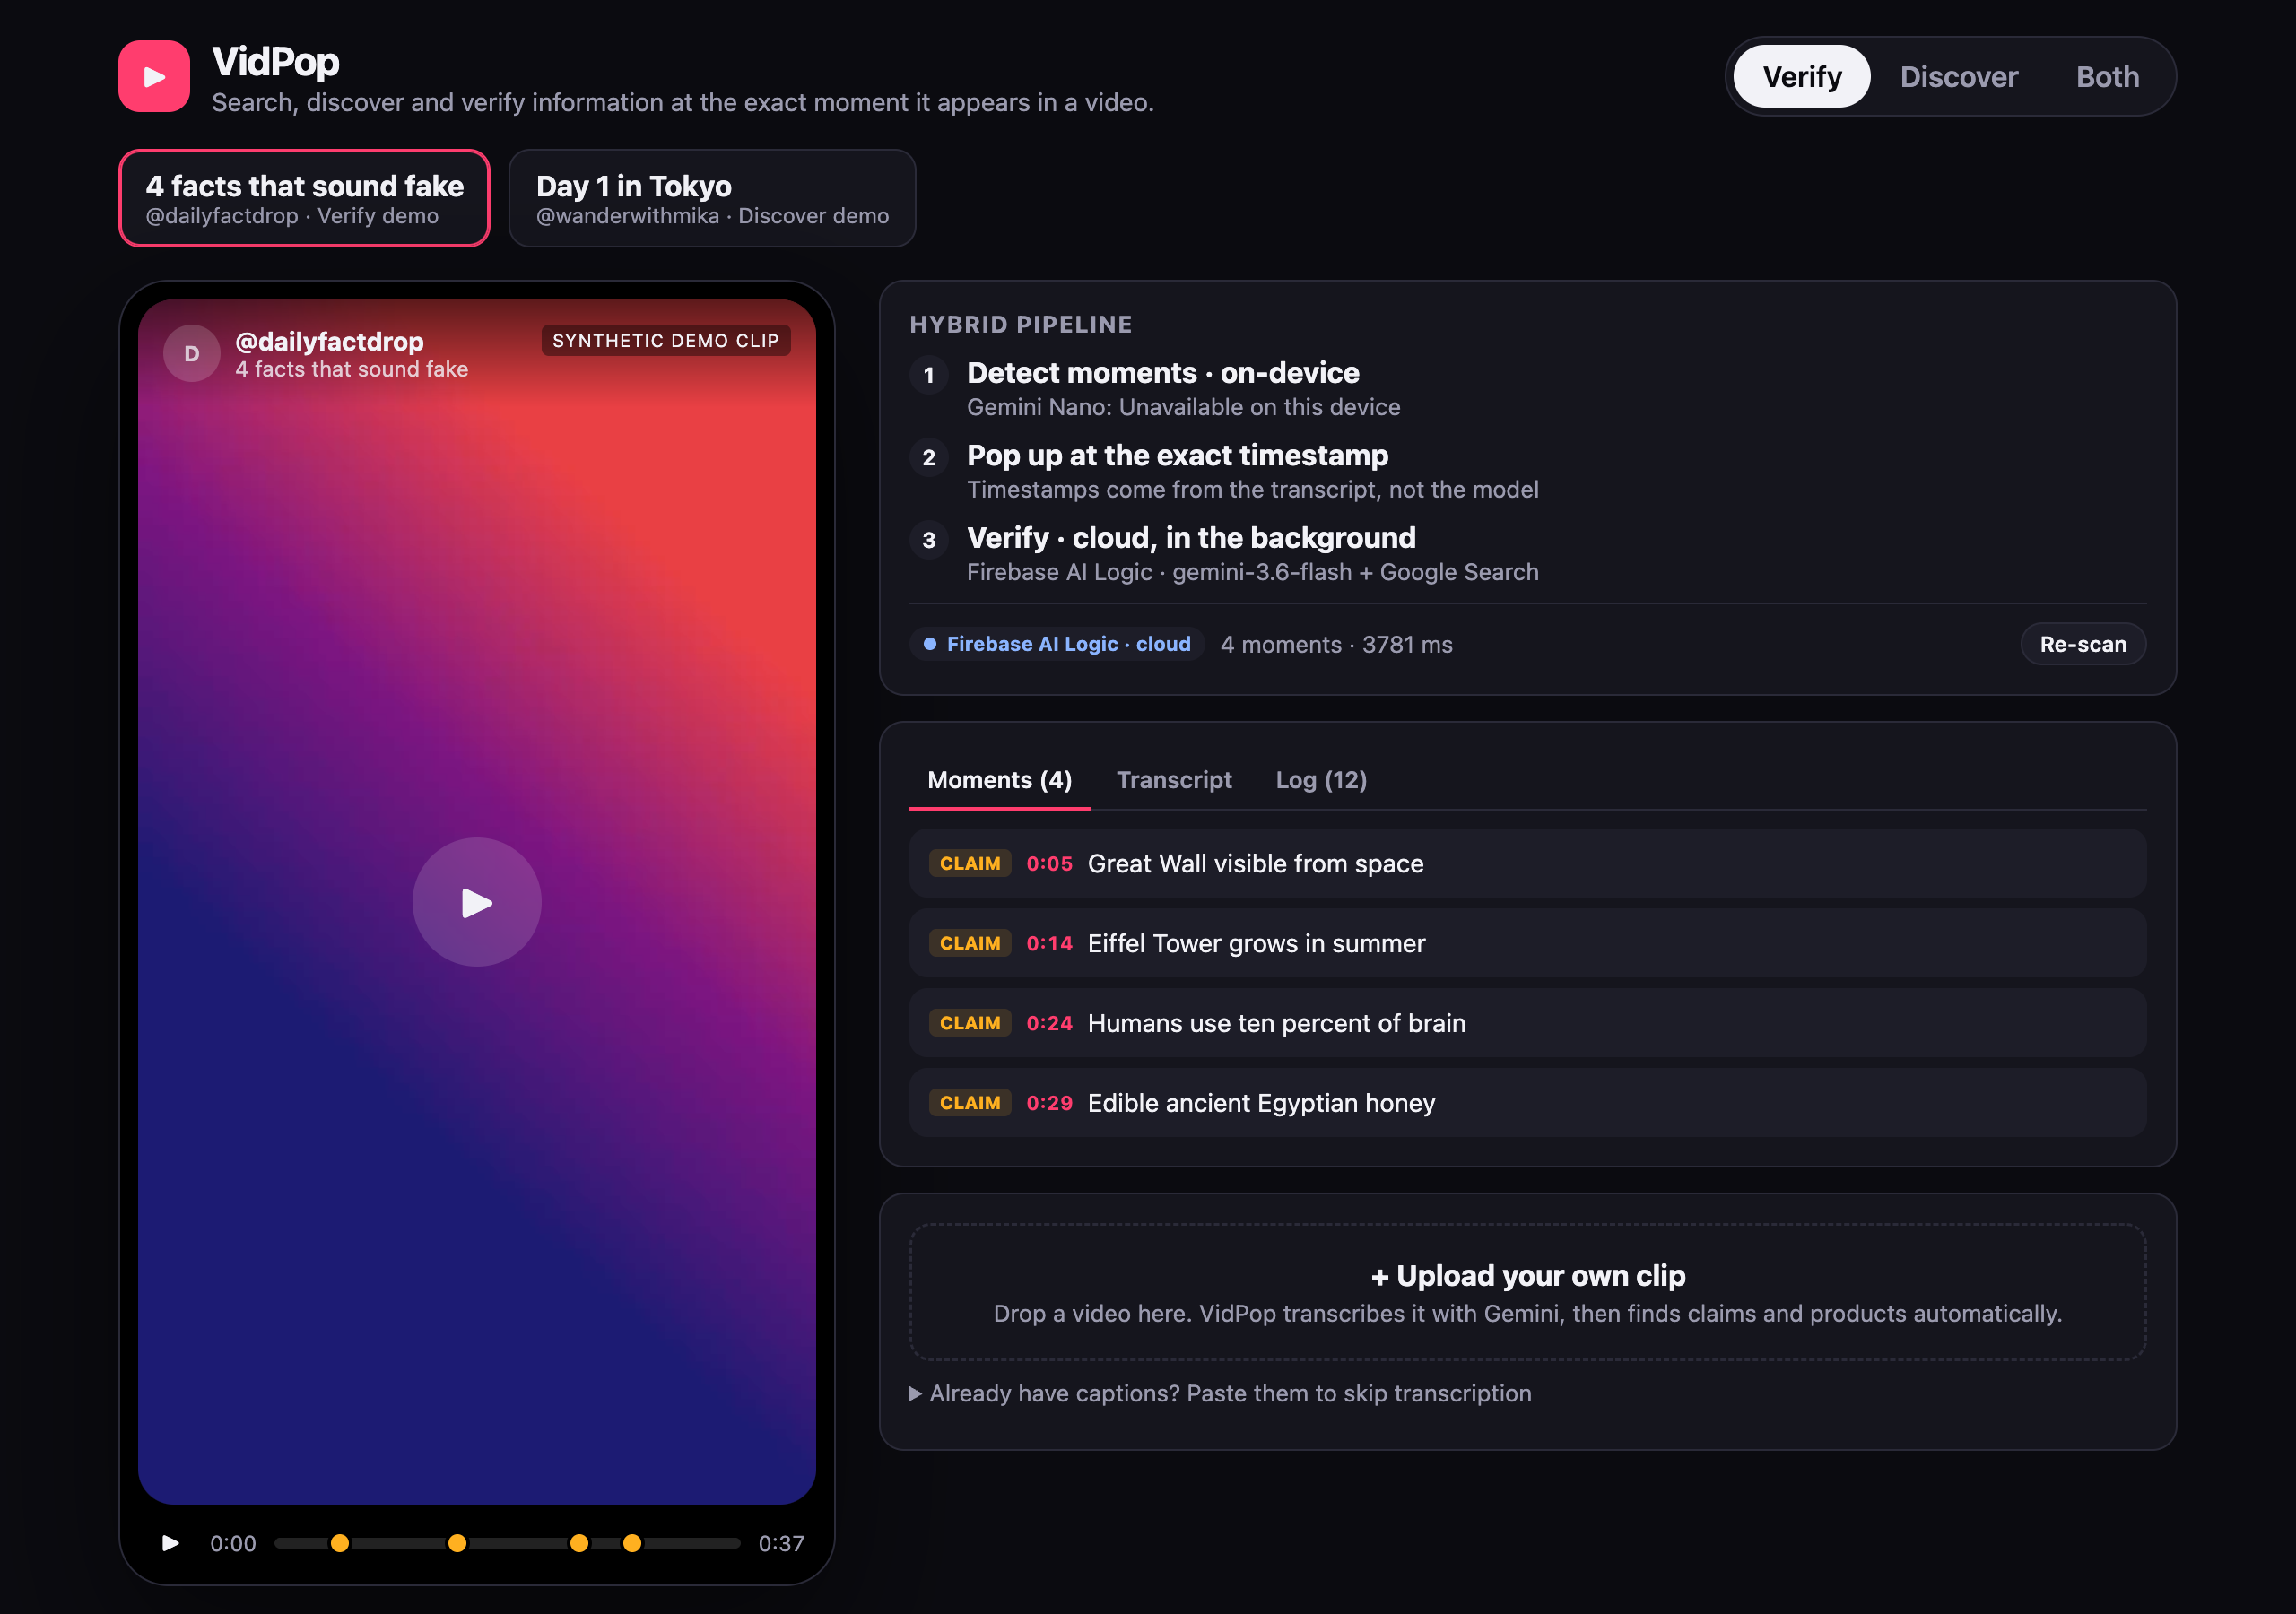 VidPop
Search, discover and verify information at the exact moment it appears in a video.
Verify
Discover
Both
4 facts that sound fake
@dailyfactdrop · Verify demo
Day 1 in Tokyo
@wanderwithmika · Discover demo
D
@dailyfactdrop
4 facts that sound fake
SYNTHETIC DEMO CLIP
0:00
0:37
HYBRID PIPELINE
1
Detect moments · on-device
Gemini Nano: Unavailable on this device
2
Pop up at the exact timestamp
Timestamps come from the transcript, not the model
3
Verify · cloud, in the background
Firebase AI Logic · gemini-3.6-flash + Google Search
Firebase AI Logic · cloud
4 moments · 3781 ms
Re-scan
Moments (4)
Transcript
Log (12)
CLAIM 0:05 Great Wall visible from space
CLAIM 0:14 Eiffel Tower grows in summer
CLAIM 0:24 Humans use ten percent of brain
CLAIM 0:29 Edible ancient Egyptian honey
+ Upload your own clip
Drop a video here. VidPop transcribes it with Gemini, then finds claims and products automatically.
Already have captions? Paste them to skip transcription